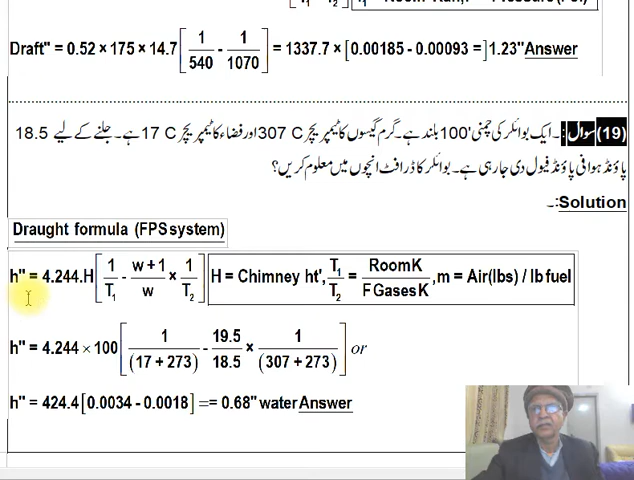 Draft" = 0.52 × 175 × 14.7 [ 1/540 - 1/1070 ] = 1337.7 × [0.00185 - 0.00093 = ] 1.23" Answer
(19) سوال :۔ ایک بوائلر کی چمنی '100 بلند ہے۔ گرم گیسوں کا ٹمپریچر 307 C اور فضاء کا ٹمپریچر 17 C ہے۔ جلنے کے لیے 18.5
پاؤنڈ ہوا فی پاؤنڈ فیول دی جا رہی ہے۔ بوائلر کا ڈرافٹ انچوں میں معلوم کریں؟
Solution:۔
Draught formula (FPS system)
h" = 4.244.H [ 1/T₁ - w+1/w × 1/T₂ ] H = Chimney ht', T₁/T₂ = Room K/F Gases K, m = Air(lbs) / lb fuel
h" = 4.244 × 100 [ 1/(17 + 273) - 19.5/18.5 × 1/(307 + 273) ] or
h" = 424.4 [0.0034 - 0.0018] == 0.68" water Answer